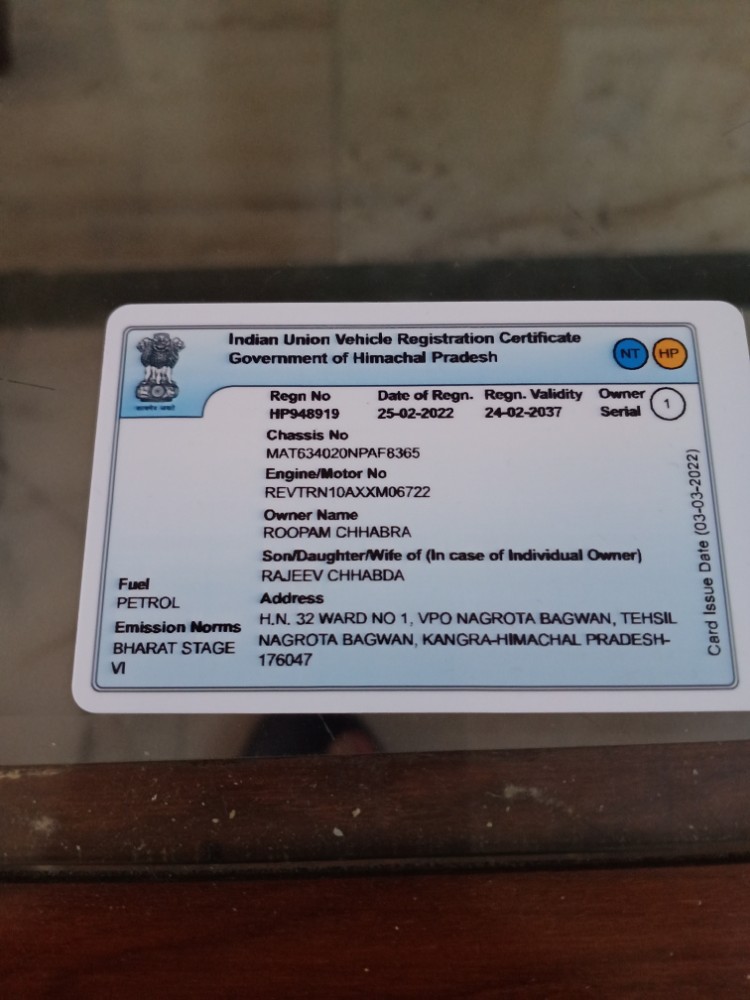 Indian Union Vehicle Registration Certificate
Government of Himachal Pradesh
NT HP
Regn No Date of Regn. Regn. Validity Owner Serial 1
HP948919 25-02-2022 24-02-2037
Chassis No
MAT634020NPAF8365
Engine/Motor No
REVTRN10AXXM06722
Owner Name
ROOPAM CHHABRA
Son/Daughter/Wife of (In case of Individual Owner)
RAJEEV CHHABDA
Fuel
PETROL
Emission Norms
BHARAT STAGE
VI
Address
H.N. 32 WARD NO 1, VPO NAGROTA BAGWAN, TEHSIL
NAGROTA BAGWAN, KANGRA-HIMACHAL PRADESH-
176047
Card Issue Date (03-03-2022)